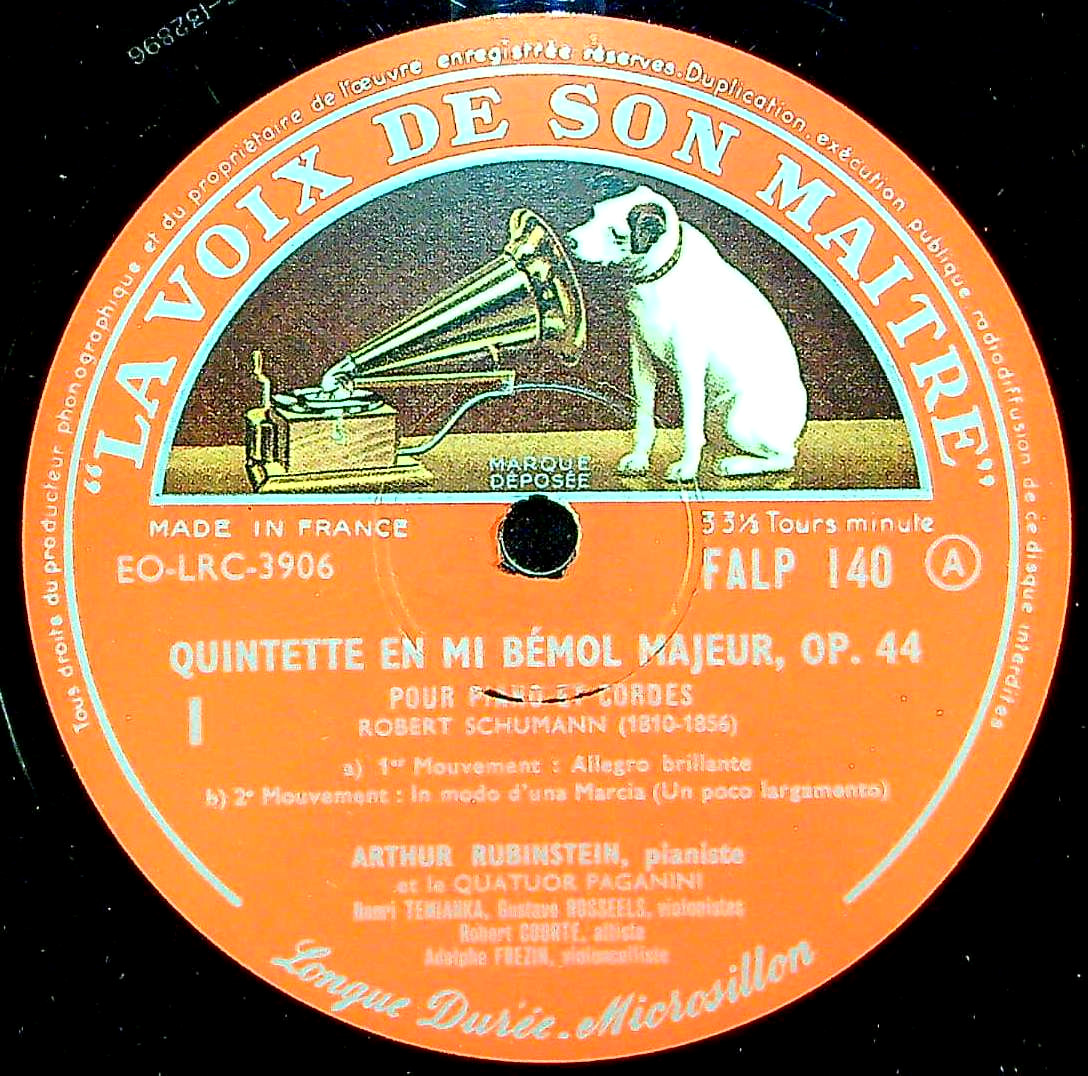 Tous droits du producteur phonographique et du propriétaire de l'œuvre enregistrée réservés. Duplication, exécution publique radiodiffusion de ce disque interdites
“LA VOIX DE SON MAITRE”
MARQUE
DÉPOSÉE
MADE IN FRANCE
33⅓ Tours minute
EO-LRC-3906
FALP 140 A
QUINTETTE EN MI BÉMOL MAJEUR, OP. 44
I
POUR PIANO ET CORDES
ROBERT SCHUMANN (1810-1856)
a) 1er Mouvement : Allegro brillante
b) 2e Mouvement : In modo d'una Marcia (Un poco largamento)
ARTHUR RUBINSTEIN, pianiste
et le QUATUOR PAGANINI
Henri TEMIANKA, Gustave ROSSEELS, violonistes
Robert COURTE, altiste
Adolphe FREZIN, violoncelliste
Longue Durée - Microsillon